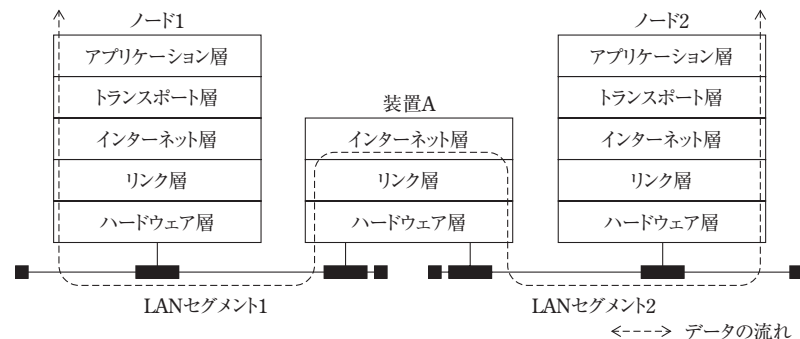 ノード1
アプリケーション層
トランスポート層
インターネット層
リンク層
ハードウェア層
装置A
インターネット層
リンク層
ハードウェア層
ノード2
アプリケーション層
トランスポート層
インターネット層
リンク層
ハードウェア層
LANセグメント1
LANセグメント2
データの流れ